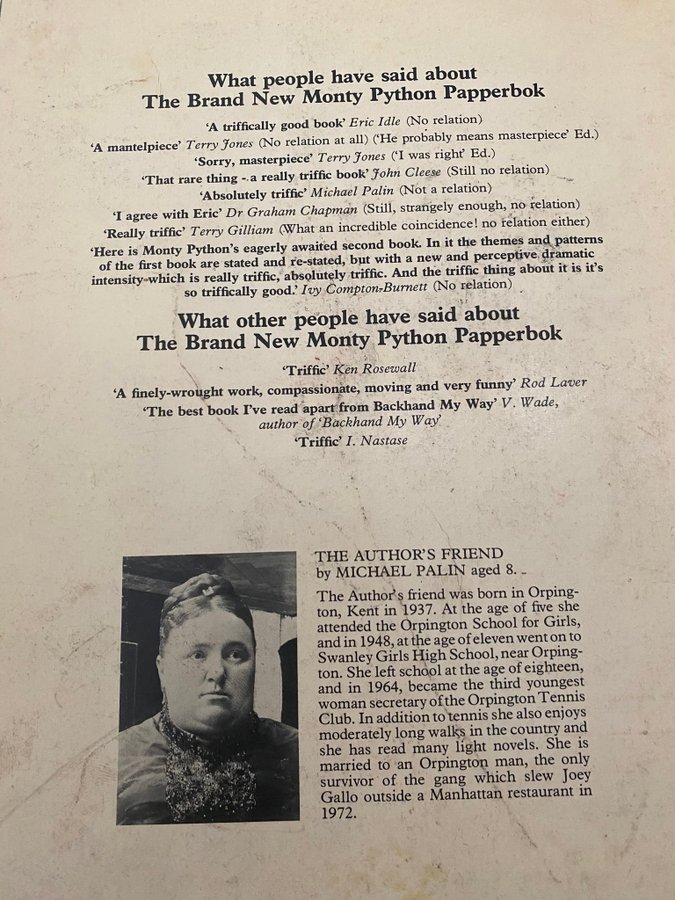 What people have said about
The Brand New Monty Python Papperbok
‘A triffically good book’ Eric Idle (No relation)
‘A mantelpiece’ Terry Jones (No relation at all) (‘He probably means masterpiece’ Ed.)
‘Sorry, masterpiece’ Terry Jones (‘I was right’ Ed.)
‘That rare thing - a really triffic book’ John Cleese (Still no relation)
‘Absolutely triffic’ Michael Palin (Not a relation)
‘I agree with Eric’ Dr Graham Chapman (Still, strangely enough, no relation)
‘Really triffic’ Terry Gilliam (What an incredible coincidence! no relation either)
‘Here is Monty Python’s eagerly awaited second book. In it the themes and patterns
of the first book are stated and re-stated, but with a new and perceptive dramatic
intensity-which is really triffic, absolutely triffic. And the triffic thing about it is it’s
so triffically good.’ Ivy Compton-Burnett (No relation)
What other people have said about
The Brand New Monty Python Papperbok
‘Triffic’ Ken Rosewall
‘A finely-wrought work, compassionate, moving and very funny’ Rod Laver
‘The best book I’ve read apart from Backhand My Way’ V. Wade,
author of ‘Backhand My Way’
‘Triffic’ I. Nastase
THE AUTHOR’S FRIEND
by MICHAEL PALIN aged 8.
The Author’s friend was born in Orping-
ton, Kent in 1937. At the age of five she
attended the Orpington School for Girls,
and in 1948, at the age of eleven went on to
Swanley Girls High School, near Orping-
ton. She left school at the age of eighteen,
and in 1964, became the third youngest
woman secretary of the Orpington Tennis
Club. In addition to tennis she also enjoys
moderately long walks in the country and
she has read many light novels. She is
married to an Orpington man, the only
survivor of the gang which slew Joey
Gallo outside a Manhattan restaurant in
1972.